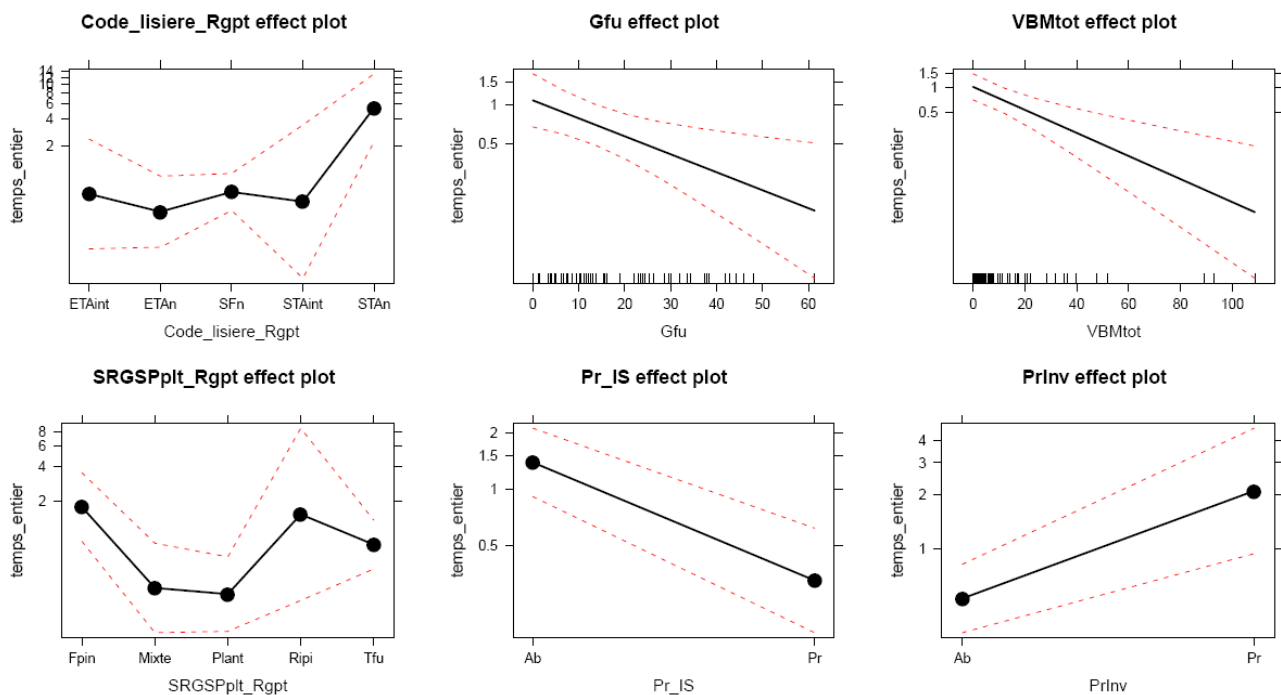 Code_lisiere_Rgpt effect plot
14
12
10
8
6
4
2
temps_entier
ETAint ETAn SFn STAint STAn
Code_lisiere_Rgpt
Gfu effect plot
1.5
1
0.5
temps_entier
0 10 20 30 40 50 60
Gfu
VBMtot effect plot
1.5
1
0.5
temps_entier
0 20 40 60 80 100
VBMtot
SRGSPplt_Rgpt effect plot
8
6
4
2
temps_entier
Fpin Mixte Plant Ripi Tfu
SRGSPplt_Rgpt
Pr_IS effect plot
2
1.5
1
0.5
temps_entier
Ab Pr
Pr_IS
PrInv effect plot
4
3
2
1
temps_entier
Ab Pr
PrInv